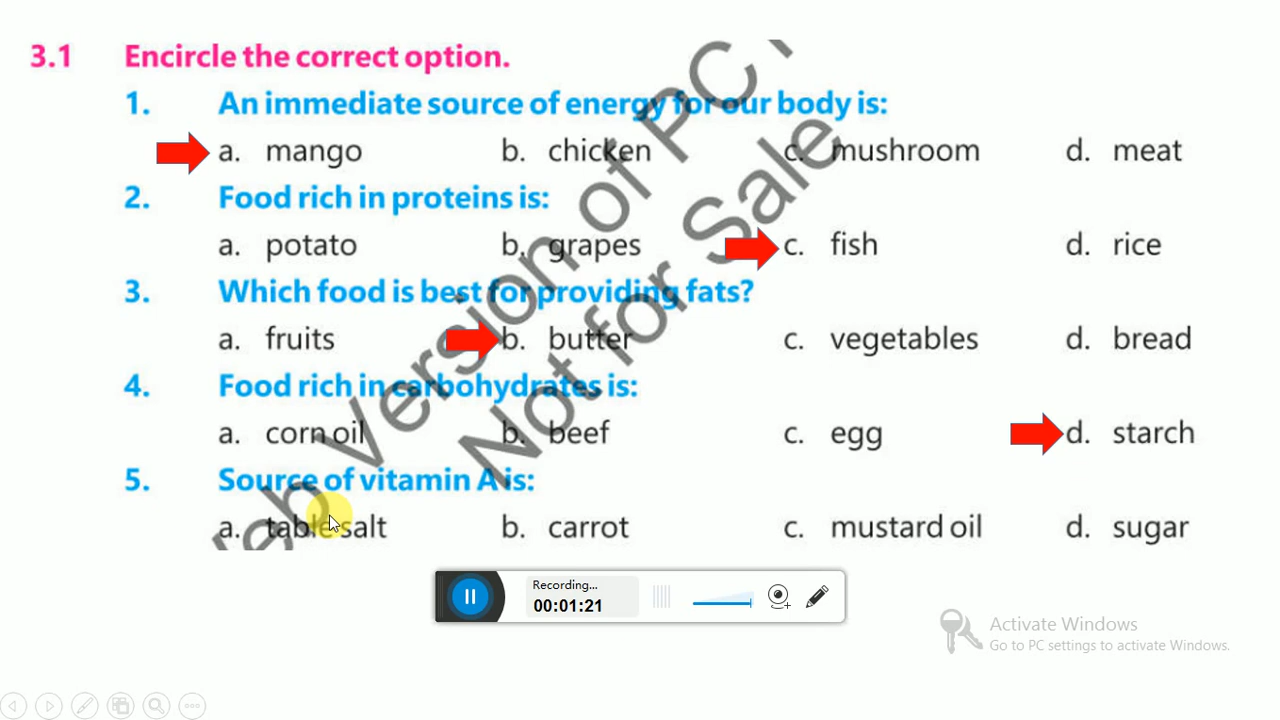 3.1 Encircle the correct option.
1. An immediate source of energy for our body is:
a. mango b. chicken c. mushroom d. meat
2. Food rich in proteins is:
a. potato b. grapes c. fish d. rice
3. Which food is best for providing fats?
a. fruits b. butter c. vegetables d. bread
4. Food rich in carbohydrates is:
a. corn oil b. beef c. egg d. starch
5. Source of vitamin A is:
a. table salt b. carrot c. mustard oil d. sugar
Version of PC
Not for Sale
Recording...
00:01:21
Activate Windows
Go to PC settings to activate Windows.